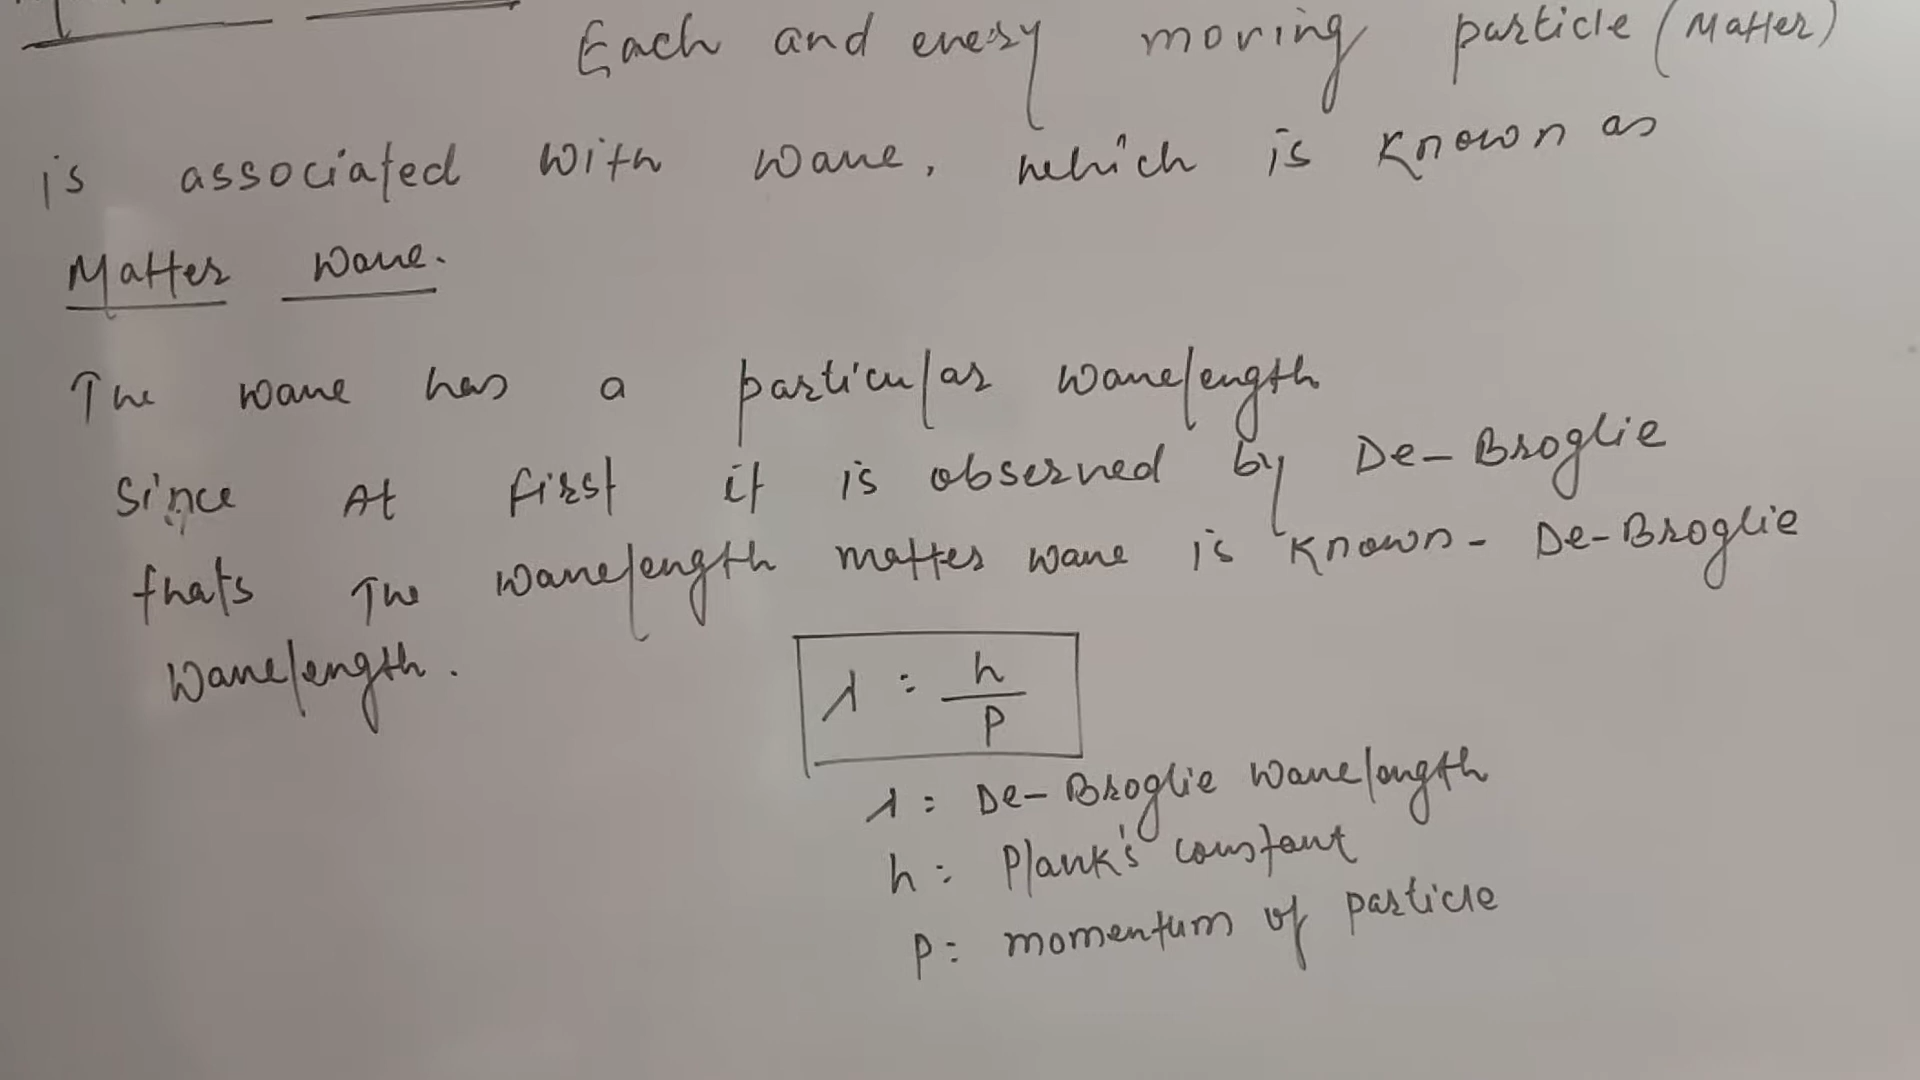 Each and every moving particle (Matter)
is associated with wave, which is known as
Matter wave.
The wave has a particular wavelength
Since At first it is observed by De-Broglie
thats The wavelength matter wave is known - De-Broglie
wavelength.
λ = h/P
λ = De-Broglie wavelength
h = Plank's constant
P = momentum of particle